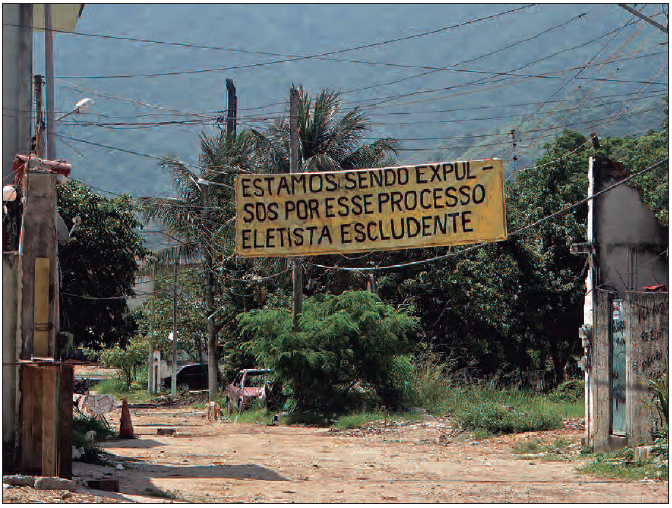 ESTAMOS SENDO EXPUL-
SOS POR ESSE PROCESSO
ELETISTA ESCLUDENTE